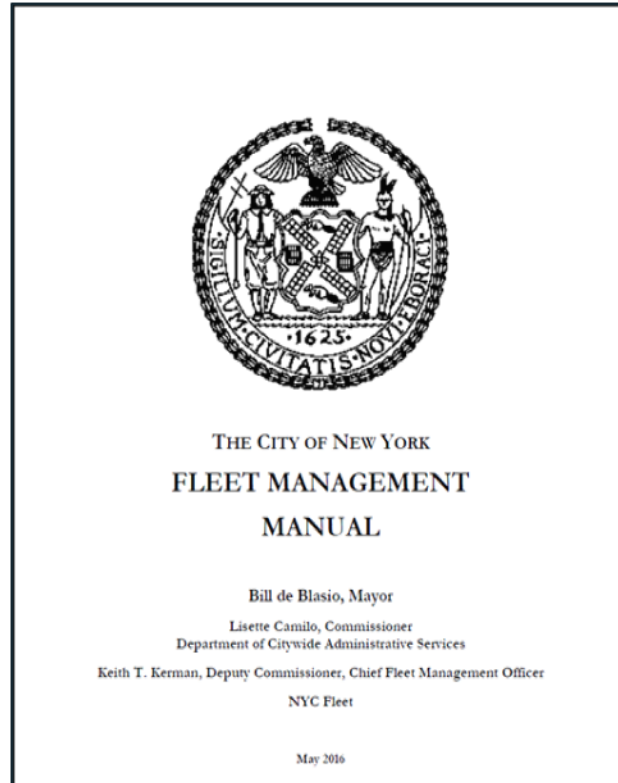 ·SIGILLUM·CIVITATIS·NOVI·EBORACI·
·1625·
THE CITY OF NEW YORK
FLEET MANAGEMENT
MANUAL
Bill de Blasio, Mayor
Lisette Camilo, Commissioner
Department of Citywide Administrative Services
Keith T. Kerman, Deputy Commissioner, Chief Fleet Management Officer
NYC Fleet
May 2016